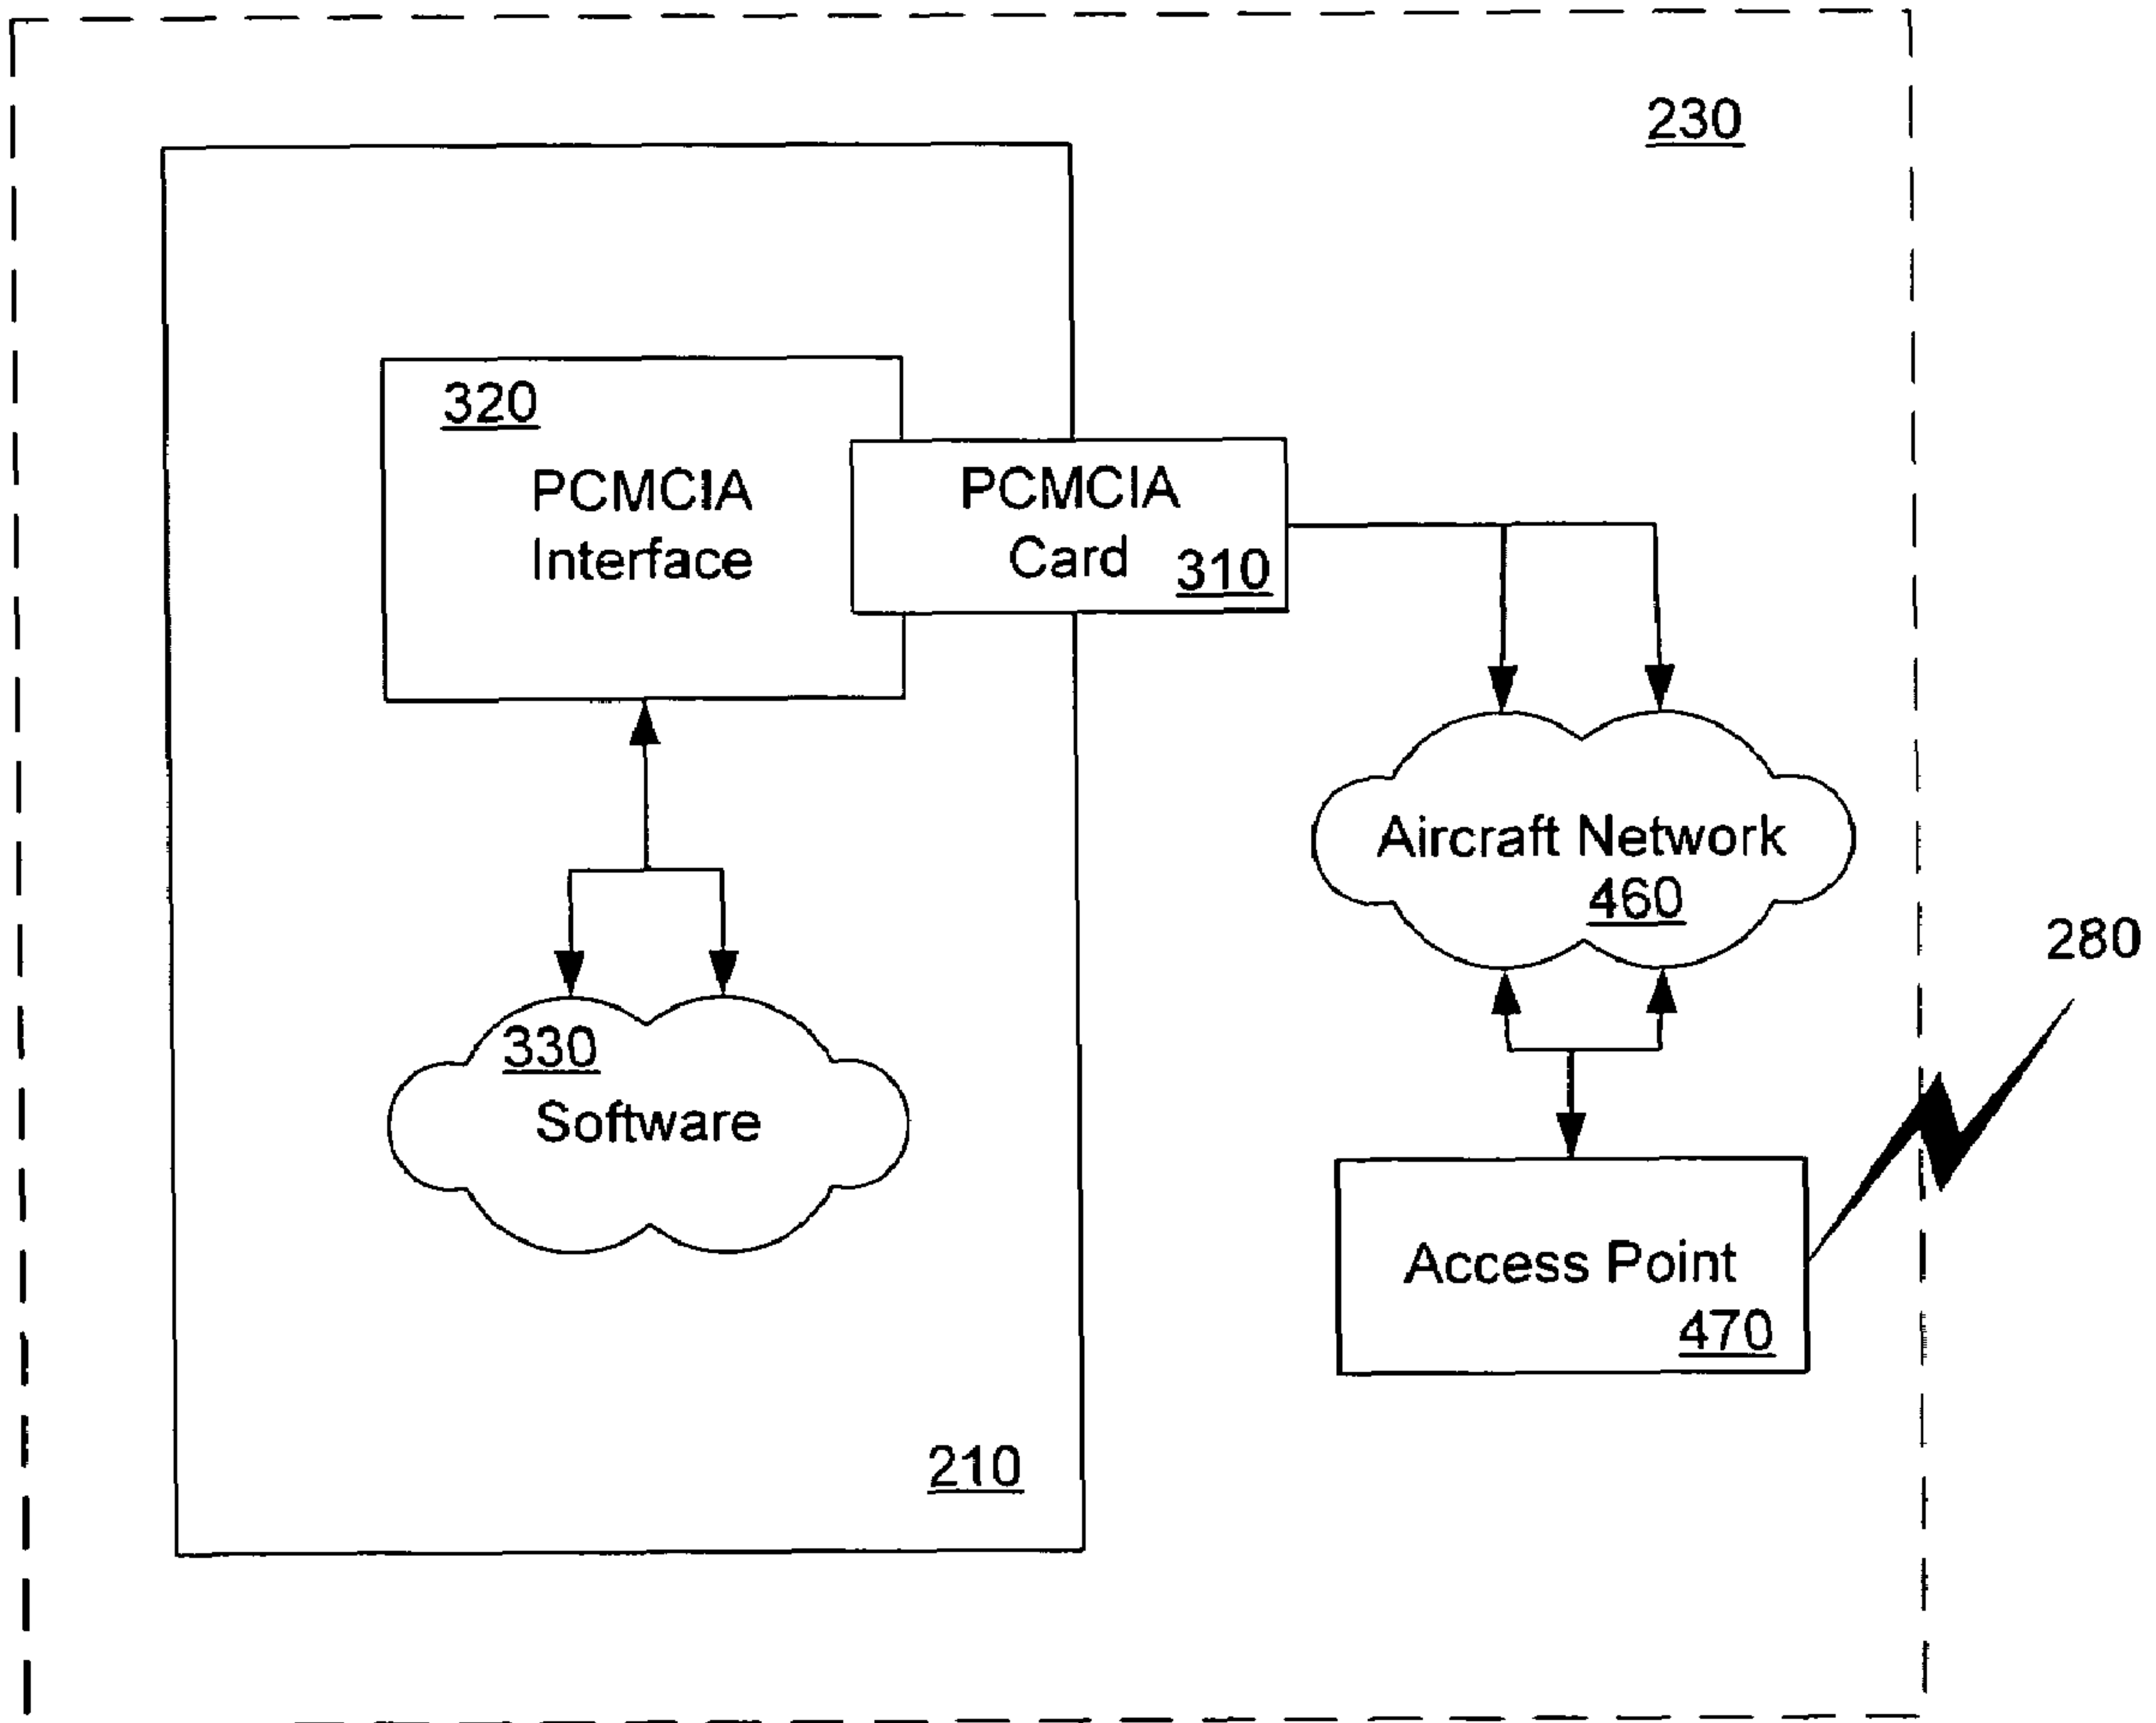 230
320
PCMCIA
Interface
PCMCIA
Card
310
Aircraft Network
460
280
330
Software
Access Point
470
210